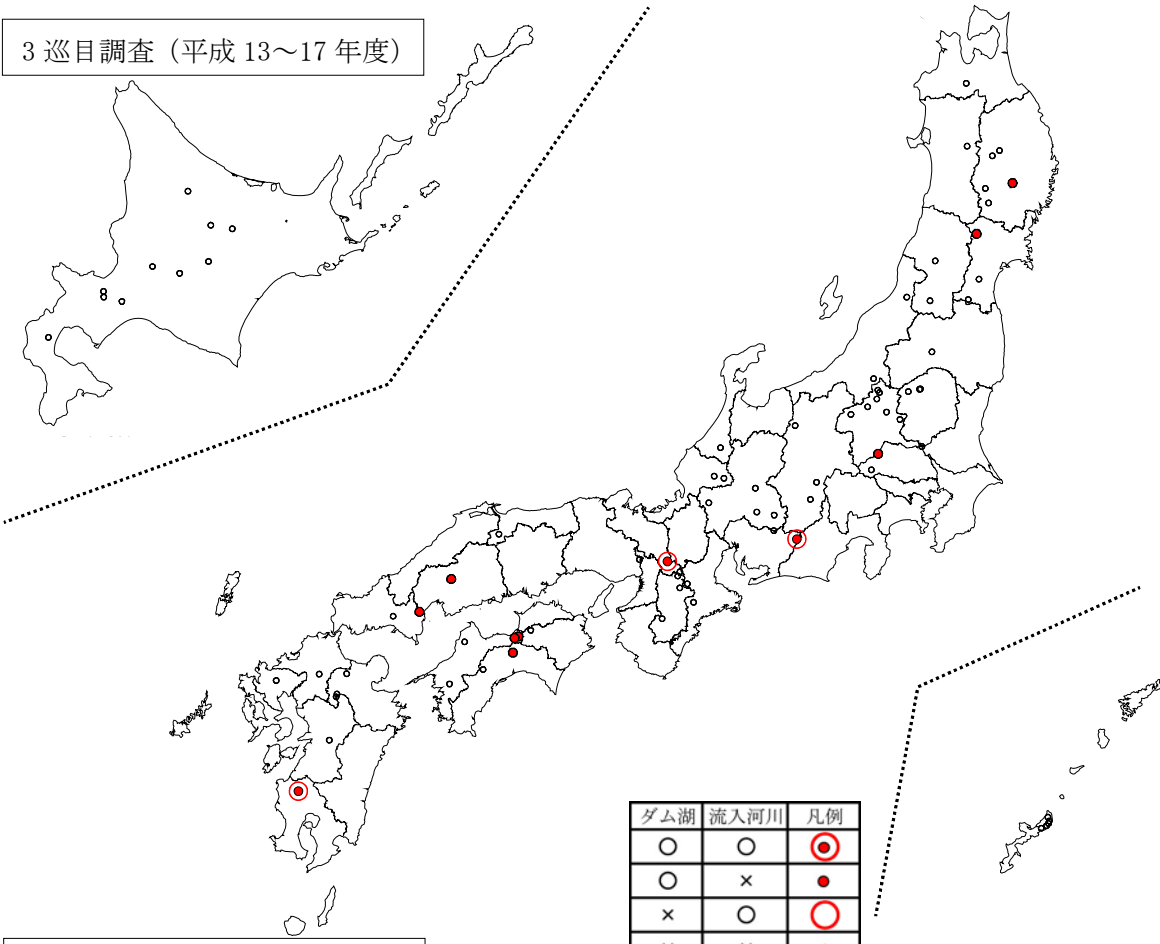 3 巡目調査（平成 13～17 年度）
ダム湖 流入河川 凡例
○ ○
○ ×
× ○